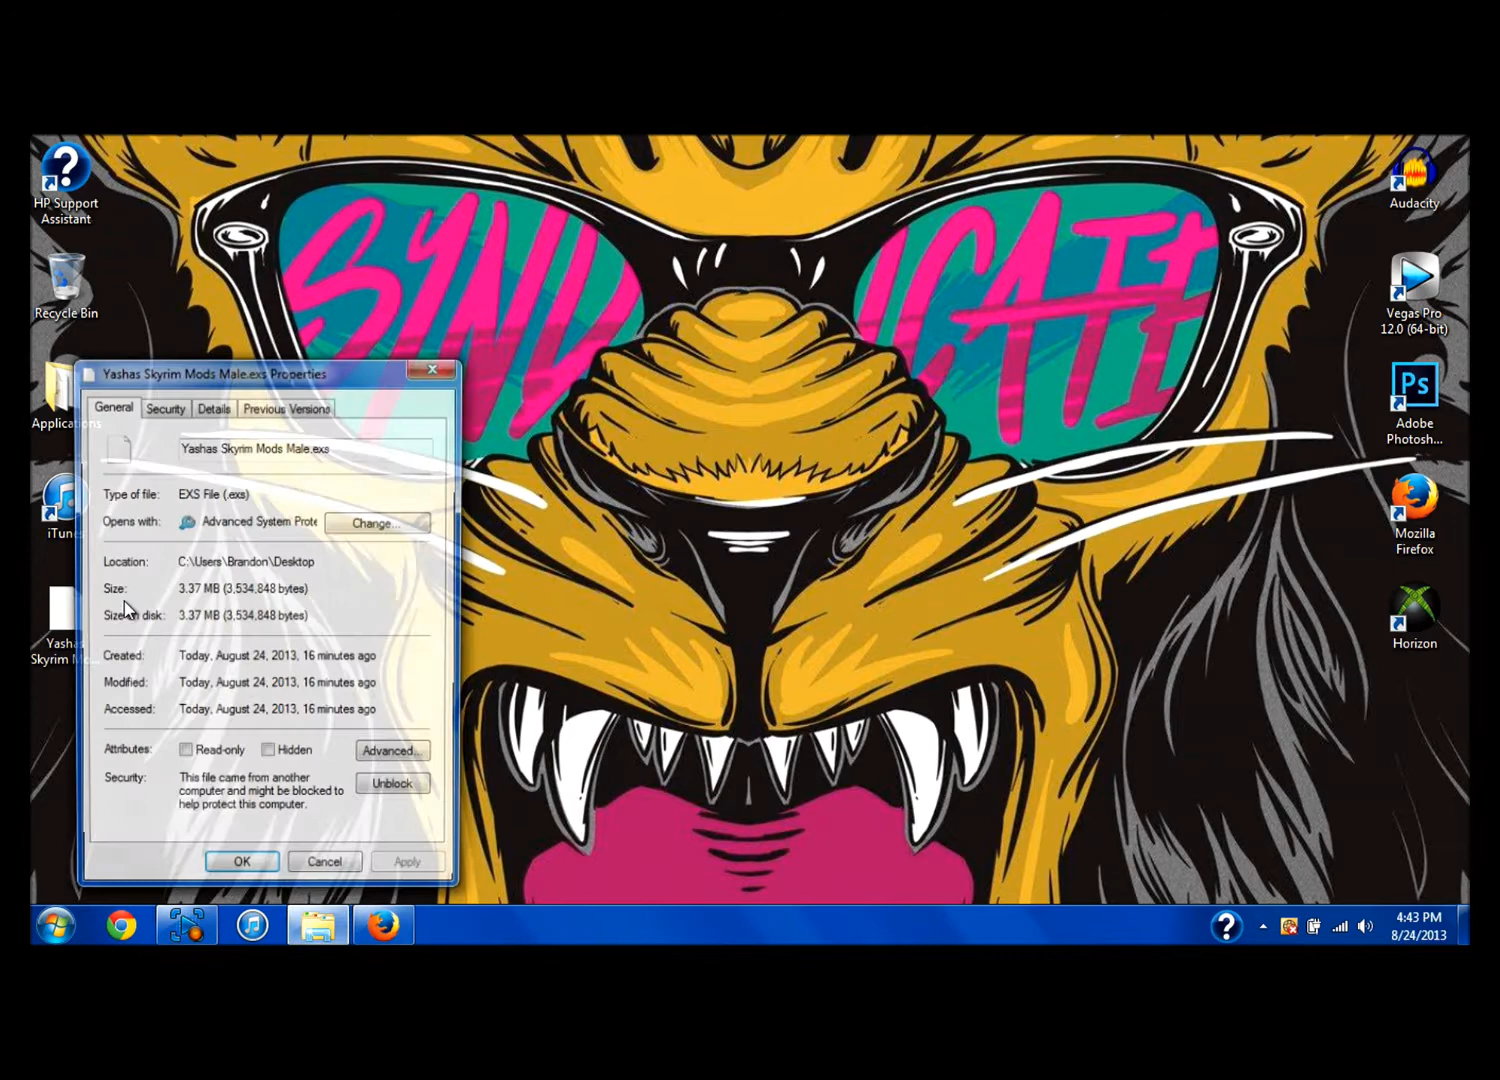 HP Support
Assistant
Recycle Bin
iTunes
Yashas
Skyrim Mo...
SYNDICATE
Yashas Skyrim Mods Male.exs Properties
General Security Details Previous Versions
Yashas Skyrim Mods Male.exs
Type of file: EXS File (.exs)
Opens with: Advanced System Prote Change...
Location: C:\Users\Brandon\Desktop
Size: 3.37 MB (3,534,848 bytes)
Size on disk: 3.37 MB (3,534,848 bytes)
Created: Today, August 24, 2013, 16 minutes ago
Modified: Today, August 24, 2013, 16 minutes ago
Accessed: Today, August 24, 2013, 16 minutes ago
Attributes: Read-only Hidden Advanced...
Security: This file came from another
computer and might be blocked to
help protect this computer.
Unblock
OK Cancel Apply
Applications
Audacity
Vegas Pro
12.0 (64-bit)
Ps
Adobe
Photosh...
Mozilla
Firefox
Horizon
4:43 PM
8/24/2013